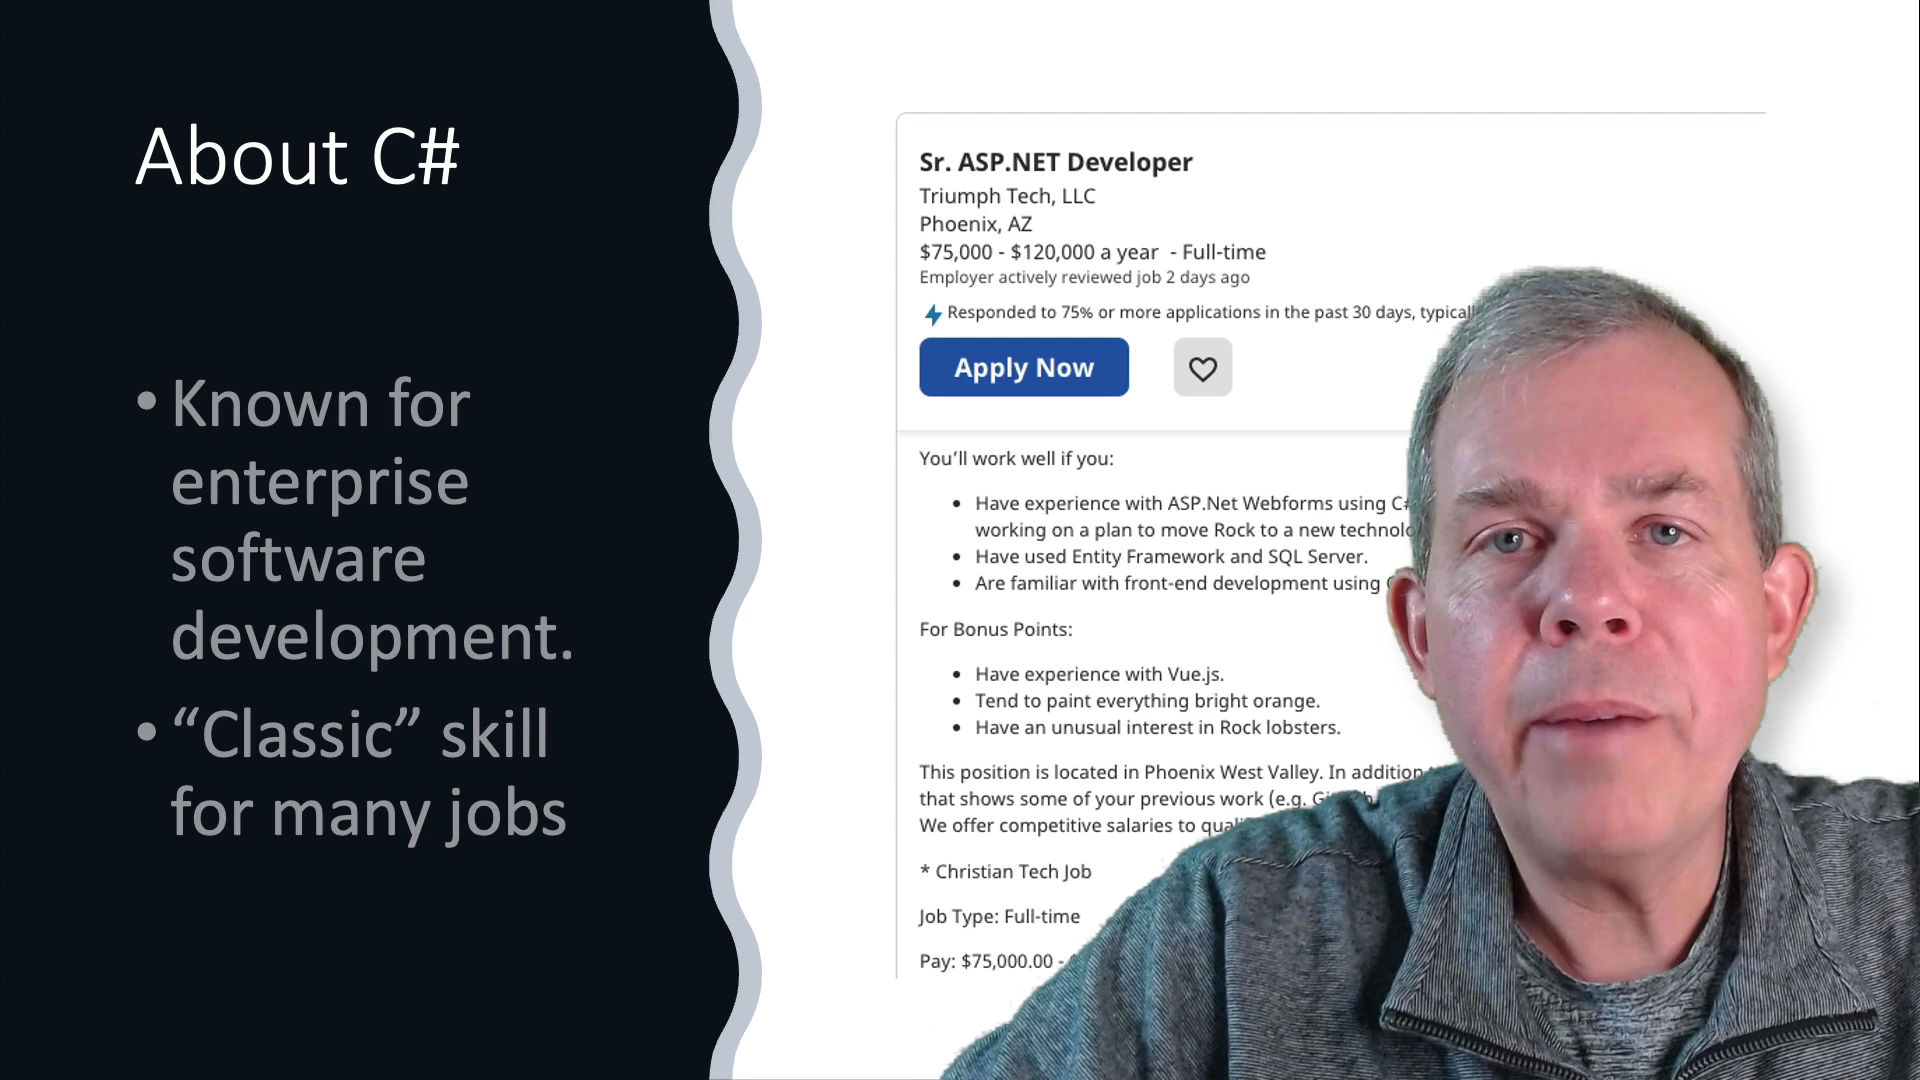 About C#
• Known for
enterprise
software
development.
• “Classic” skill
for many jobs
Sr. ASP.NET Developer
Triumph Tech, LLC
Phoenix, AZ
$75,000 - $120,000 a year - Full-time
Employer actively reviewed job 2 days ago
Responded to 75% or more applications in the past 30 days,
Apply Now
You’ll work well if you:
• Have experience with ASP.Net Webforms using C#
working on a plan to move Rock to a new
• Have used Entity Framework and SQL Server.
• Are familiar with front-end development using
For Bonus Points:
• Have experience with Vue.js.
• Tend to paint everything bright orange.
• Have an unusual interest in Rock lobsters.
This position is located in Phoenix West Valley. In addition
that shows some of your previous work (e.g.
We offer competitive salaries to
* Christian Tech Job
Job Type: Full-time
Pay: $75,000.00 -